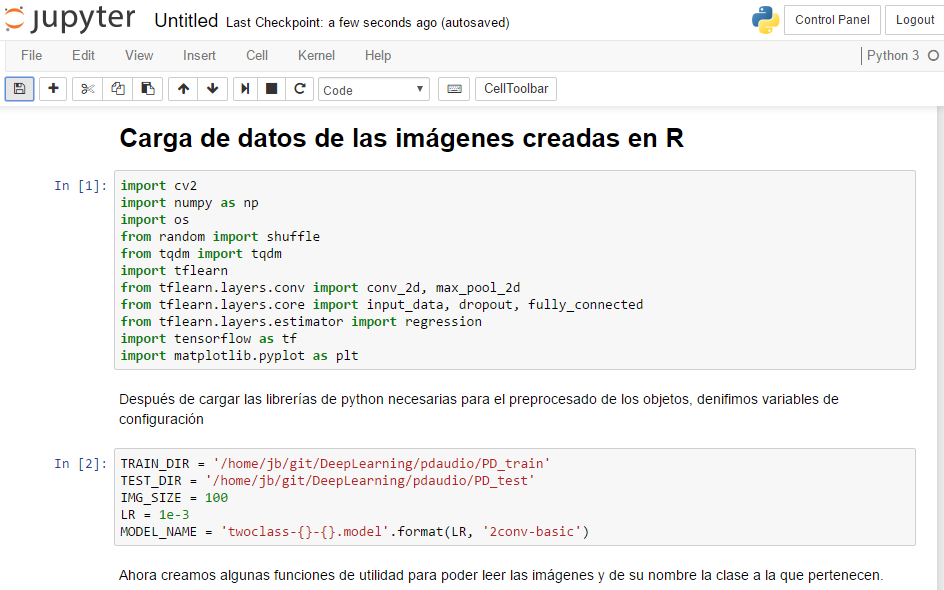 jupyter Untitled Last Checkpoint: a few seconds ago (autosaved) Control Panel Logout
File Edit View Insert Cell Kernel Help Python 3
Code CellToolbar
Carga de datos de las imágenes creadas en R
In [1]: import cv2
import numpy as np
import os
from random import shuffle
from tqdm import tqdm
import tflearn
from tflearn.layers.conv import conv_2d, max_pool_2d
from tflearn.layers.core import input_data, dropout, fully_connected
from tflearn.layers.estimator import regression
import tensorflow as tf
import matplotlib.pyplot as plt
Después de cargar las librerías de python necesarias para el preprocesado de los objetos, denifimos variables de
configuración
In [2]: TRAIN_DIR = '/home/jb/git/DeepLearning/pdaudio/PD_train'
TEST_DIR = '/home/jb/git/DeepLearning/pdaudio/PD_test'
IMG_SIZE = 100
LR = 1e-3
MODEL_NAME = 'twoclass-{}-{}.model'.format(LR, '2conv-basic')
Ahora creamos algunas funciones de utilidad para poder leer las imágenes y de su nombre la clase a la que pertenecen.